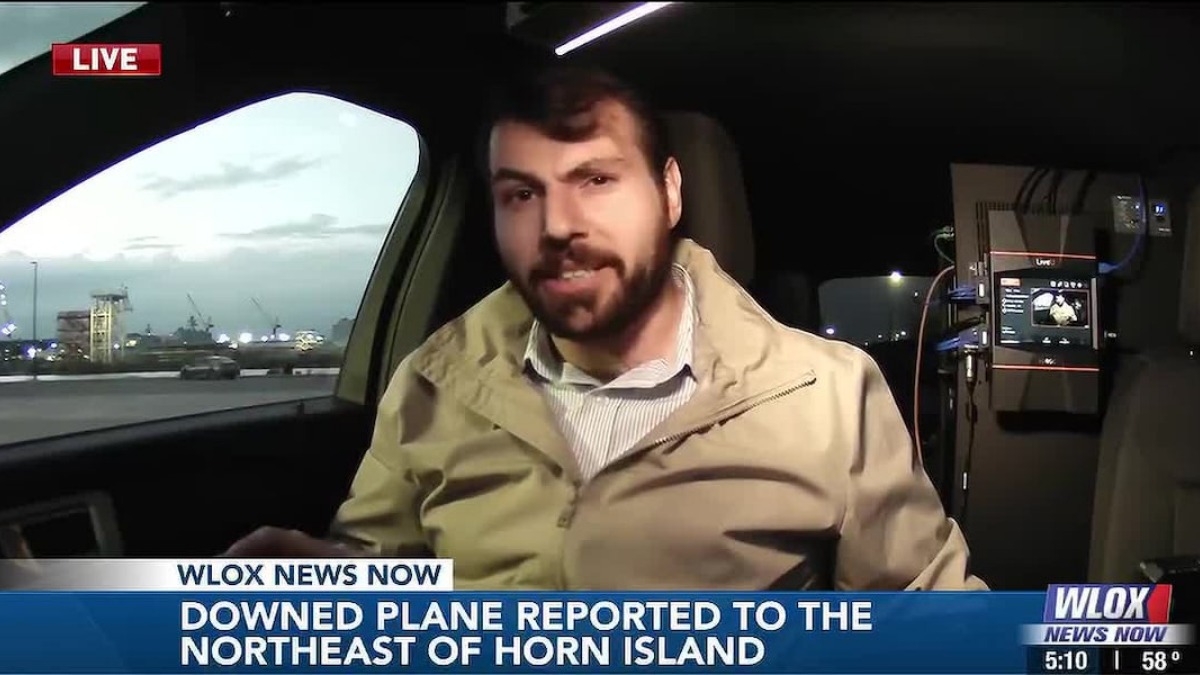 LIVE
LiveU
WLOX NEWS NOW
DOWNED PLANE REPORTED TO THE
NORTHEAST OF HORN ISLAND
WLOX
NEWS NOW
5:10 | 58°